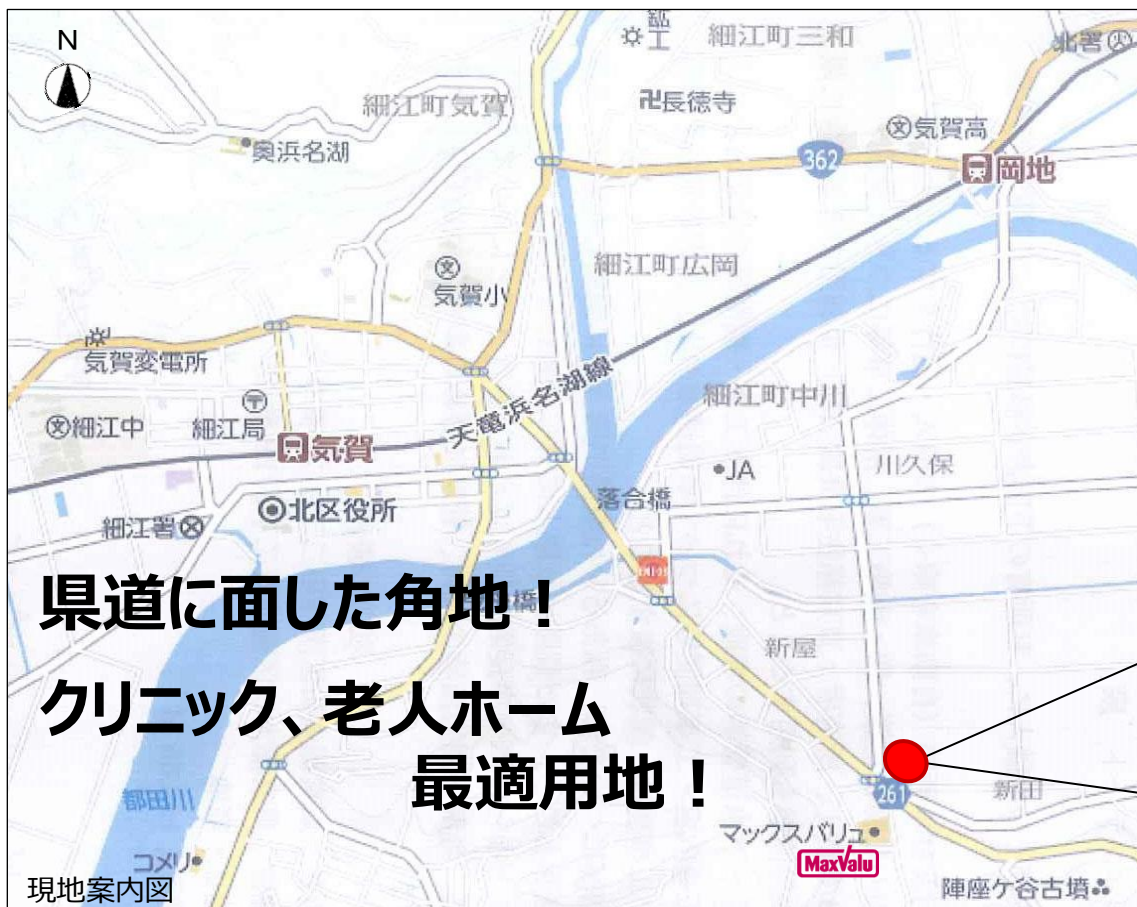 N
細江町三和
北署
細江町気賀
卍長徳寺
奥浜名湖
気賀高
362
岡地
細江町広岡
気賀小
気賀変電所
天竜浜名湖線
細江町中川
細江中
細江局
気賀
JA
川久保
落合橋
細江署
北区役所
県道に面した角地！
橋
新屋
クリニック、老人ホーム
最適用地！
261
新田
都田川
マックスバリュ
MaxValu
コメリ
現地案内図
陣座ケ谷古墳